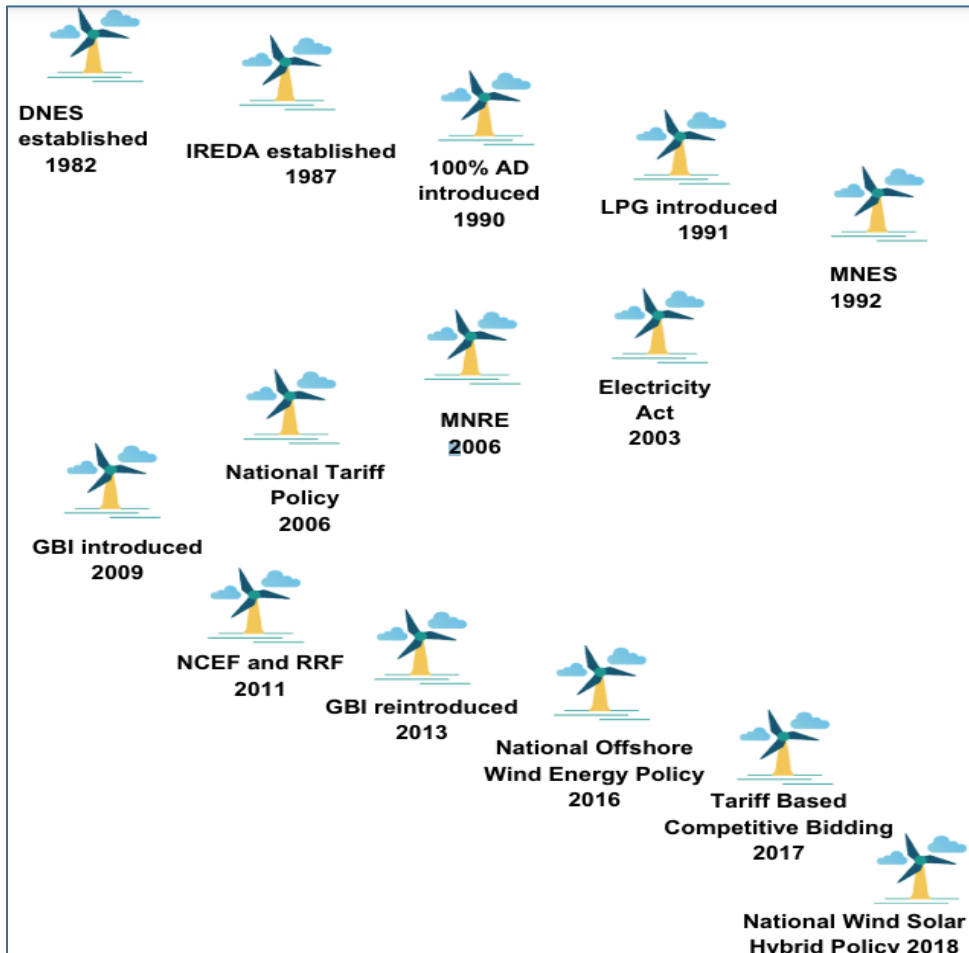 DNES
established
1982
IREDA established
1987
100% AD
introduced
1990
LPG introduced
1991
MNES
1992
Electricity
Act
2003
MNRE
2006
National Tariff
Policy
2006
GBI introduced
2009
NCEF and RRF
2011
GBI reintroduced
2013
National Offshore
Wind Energy Policy
2016
Tariff Based
Competitive Bidding
2017
National Wind Solar
Hybrid Policy 2018